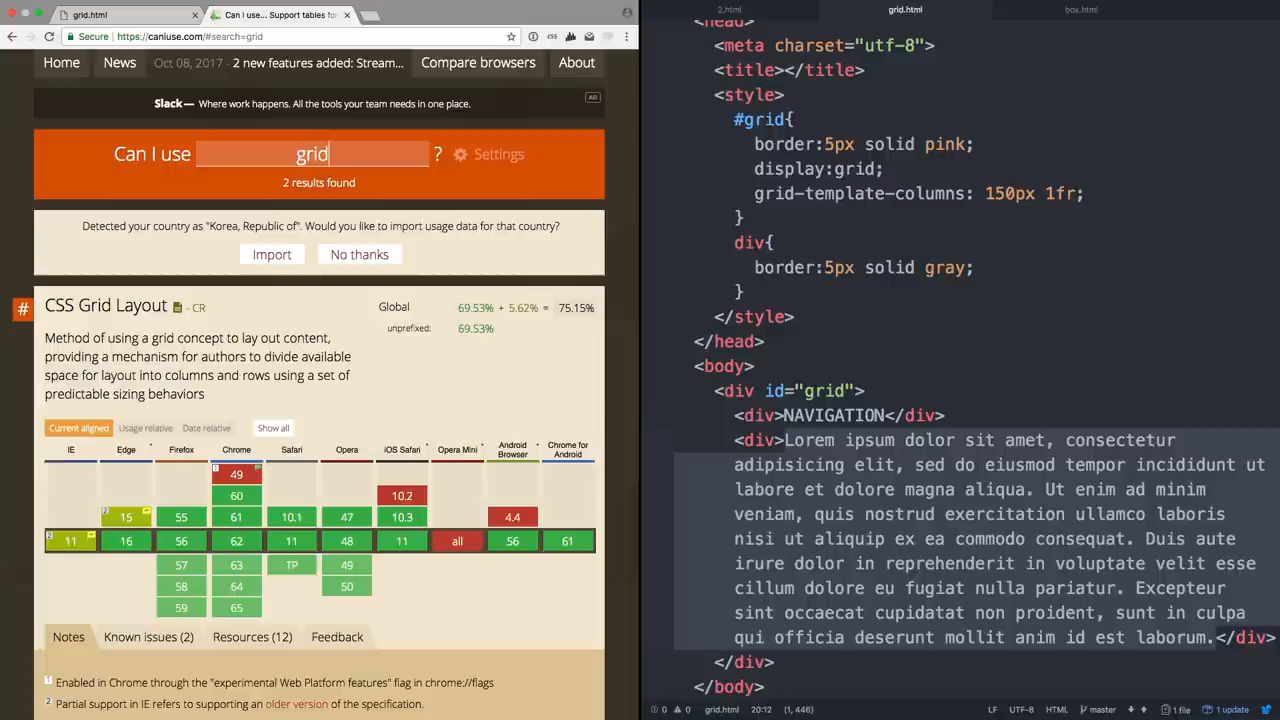 grid.html
Can I use... Support tables for
Secure
https://caniuse.com/#search=grid
Home
News
Oct 08, 2017 - 2 new features added: Stream...
Compare browsers
About
Slack— Where work happens. All the tools your team needs in one place.
AD
Can I use
grid
?
Settings
2 results found
Detected your country as "Korea, Republic of". Would you like to import usage data for that country?
Import
No thanks
#
CSS Grid Layout
- CR
Global
69.53% + 5.62% = 75.15%
unprefixed:
69.53%
Method of using a grid concept to lay out content,
providing a mechanism for authors to divide available
space for layout into columns and rows using a set of
predictable sizing behaviors
Current aligned
Usage relative
Date relative
Show all
IE
Edge
Firefox
Chrome
Safari
Opera
iOS Safari
Opera Mini
Android Browser
Chrome for Android
49
60
10.2
15
55
61
10.1
47
10.3
4.4
11
16
56
62
11
48
11
all
56
61
57
63
TP
49
58
64
50
59
65
Notes
Known issues (2)
Resources (12)
Feedback
1 Enabled in Chrome through the "experimental Web Platform features" flag in chrome://flags
2 Partial support in IE refers to supporting an older version of the specification.
2.html
grid.html
box.html
<head>
<meta charset="utf-8">
<title></title>
<style>
#grid{
border:5px solid pink;
display:grid;
grid-template-columns: 150px 1fr;
}
div{
border:5px solid gray;
}
</style>
</head>
<body>
<div id="grid">
<div>NAVIGATION</div>
<div>Lorem ipsum dolor sit amet, consectetur
adipisicing elit, sed do eiusmod tempor incididunt ut
labore et dolore magna aliqua. Ut enim ad minim
veniam, quis nostrud exercitation ullamco laboris
nisi ut aliquip ex ea commodo consequat. Duis aute
irure dolor in reprehenderit in voluptate velit esse
cillum dolore eu fugiat nulla pariatur. Excepteur
sint occaecat cupidatat non proident, sunt in culpa
qui officia deserunt mollit anim id est laborum.</div>
</div>
</body>
0
0
grid.html
20:12
(1, 446)
LF
UTF-8
HTML
master
1 file
1 update